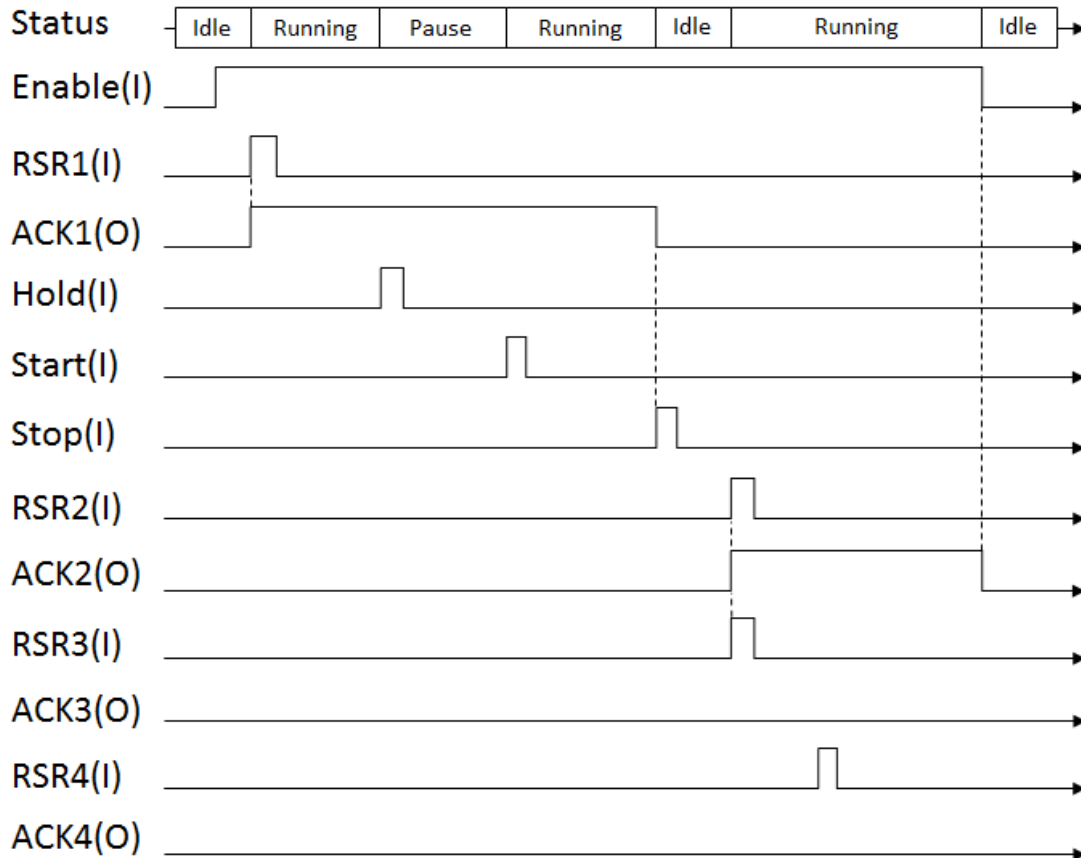 Status Idle Running Pause Running Idle Running Idle
Enable(I)
RSR1(I)
ACK1(O)
Hold(I)
Start(I)
Stop(I)
RSR2(I)
ACK2(O)
RSR3(I)
ACK3(O)
RSR4(I)
ACK4(O)